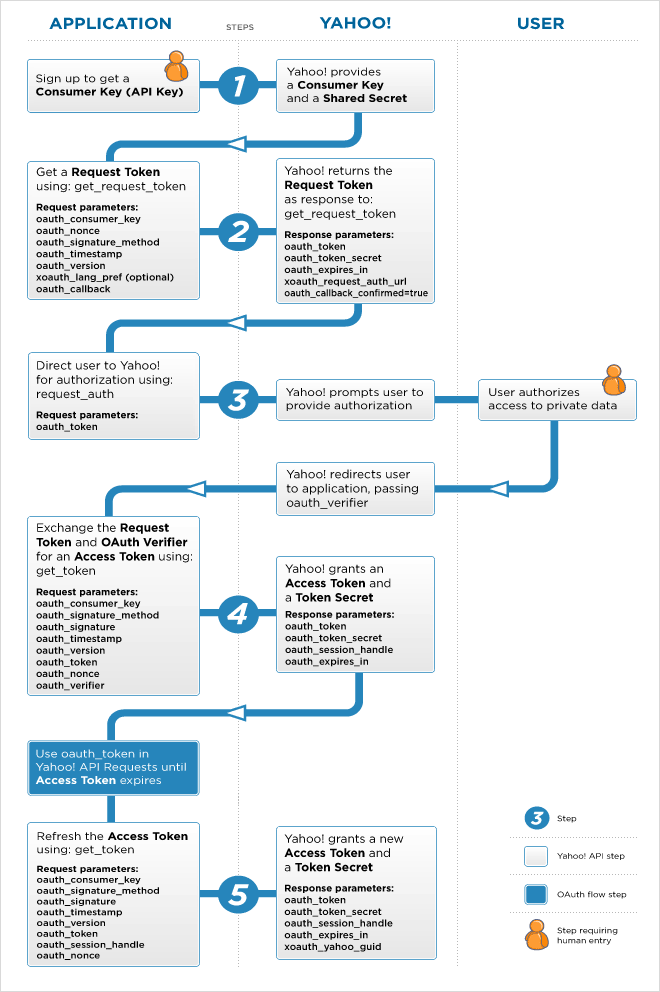 APPLICATION
STEPS
YAHOO!
USER
Sign up to get a
Consumer Key (API Key)
1
Yahoo! provides
a Consumer Key
and a Shared Secret
Get a Request Token
using: get_request_token
Request parameters:
oauth_consumer_key
oauth_nonce
oauth_signature_method
oauth_timestamp
oauth_version
xoauth_lang_pref (optional)
oauth_callback
2
Yahoo! returns the
Request Token
as response to:
get_request_token
Response parameters:
oauth_token
oauth_token_secret
oauth_expires_in
xoauth_request_auth_url
oauth_callback_confirmed=true
Direct user to Yahoo!
for authorization using:
request_auth
Request parameters:
oauth_token
3
Yahoo! prompts user to
provide authorization
User authorizes
access to private data
Yahoo! redirects user
to application, passing
oauth_verifier
Exchange the Request
Token and OAuth Verifier
for an Access Token using:
get_token
Request parameters:
oauth_consumer_key
oauth_signature_method
oauth_signature
oauth_timestamp
oauth_version
oauth_token
oauth_nonce
oauth_verifier
4
Yahoo! grants an
Access Token and
a Token Secret
Response parameters:
oauth_token
oauth_token_secret
oauth_session_handle
oauth_expires_in
Use oauth_token in
Yahoo! API Requests until
Access Token expires
Refresh the Access Token
using: get_token
Request parameters:
oauth_consumer_key
oauth_signature_method
oauth_signature
oauth_timestamp
oauth_version
oauth_token
oauth_session_handle
oauth_nonce
5
Yahoo! grants a new
Access Token and
a Token Secret
Response parameters:
oauth_token
oauth_token_secret
oauth_session_handle
oauth_expires_in
xoauth_yahoo_guid
3
Step
Yahoo! API step
OAuth flow step
Step requiring
human entry